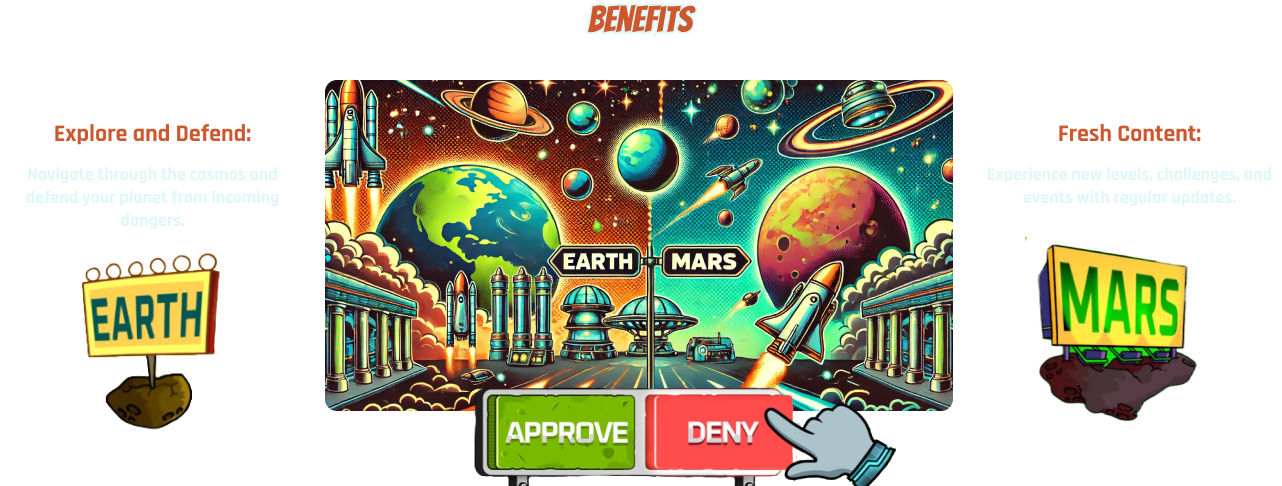 BENEFITS
Explore and Defend:
Navigate through the cosmos and
defend your planet from incoming
dangers.
EARTH
EARTH
MARS
APPROVE
DENY
Fresh Content:
Experience new levels, challenges, and
events with regular updates.
MARS